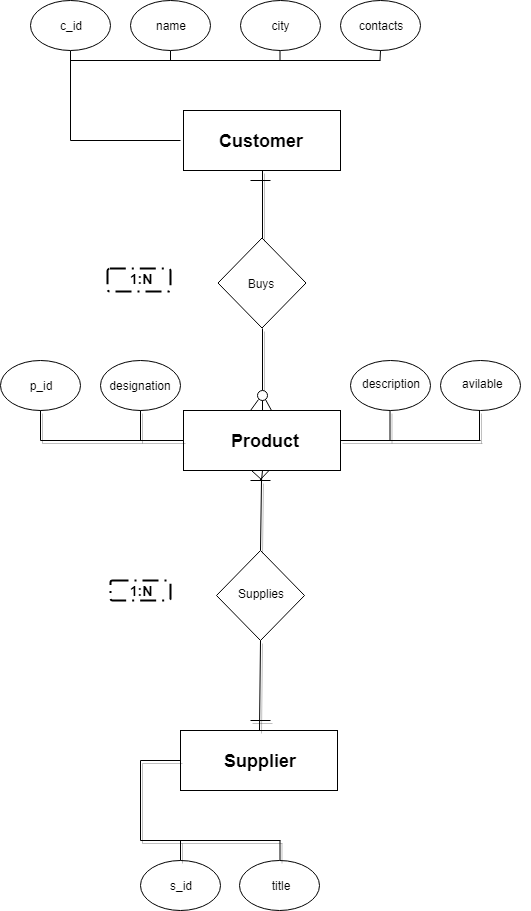 c_id
name
city
contacts
Customer
1:N
Buys
p_id
designation
description
avilable
Product
1:N
Supplies
Supplier
s_id
title